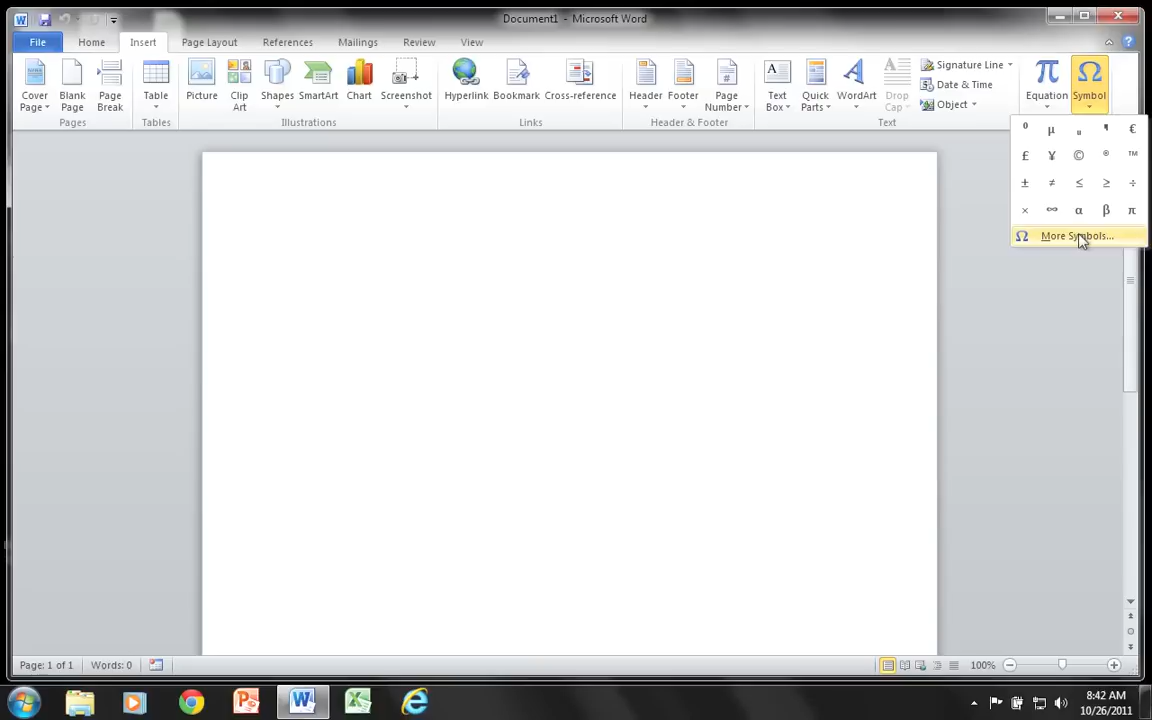 Document1 - Microsoft Word
File Home Insert Page Layout References Mailings Review View
Cover Page
Blank Page
Page Break
Table
Picture
Clip Art
Shapes
SmartArt
Chart
Screenshot
Hyperlink
Bookmark
Cross-reference
Header
Footer
Page Number
Text Box
Quick Parts
WordArt
Drop Cap
Signature Line
Date & Time
Object
Equation
Symbol
Pages Tables Illustrations Links Header & Footer Text
µ ¶ €
£ ¥ © ® ™
± ≠ ≤ ≥ ÷
× ∞ α β π
Ω More Symbols...
Page: 1 of 1 Words: 0 100%
8:42 AM
10/26/2011